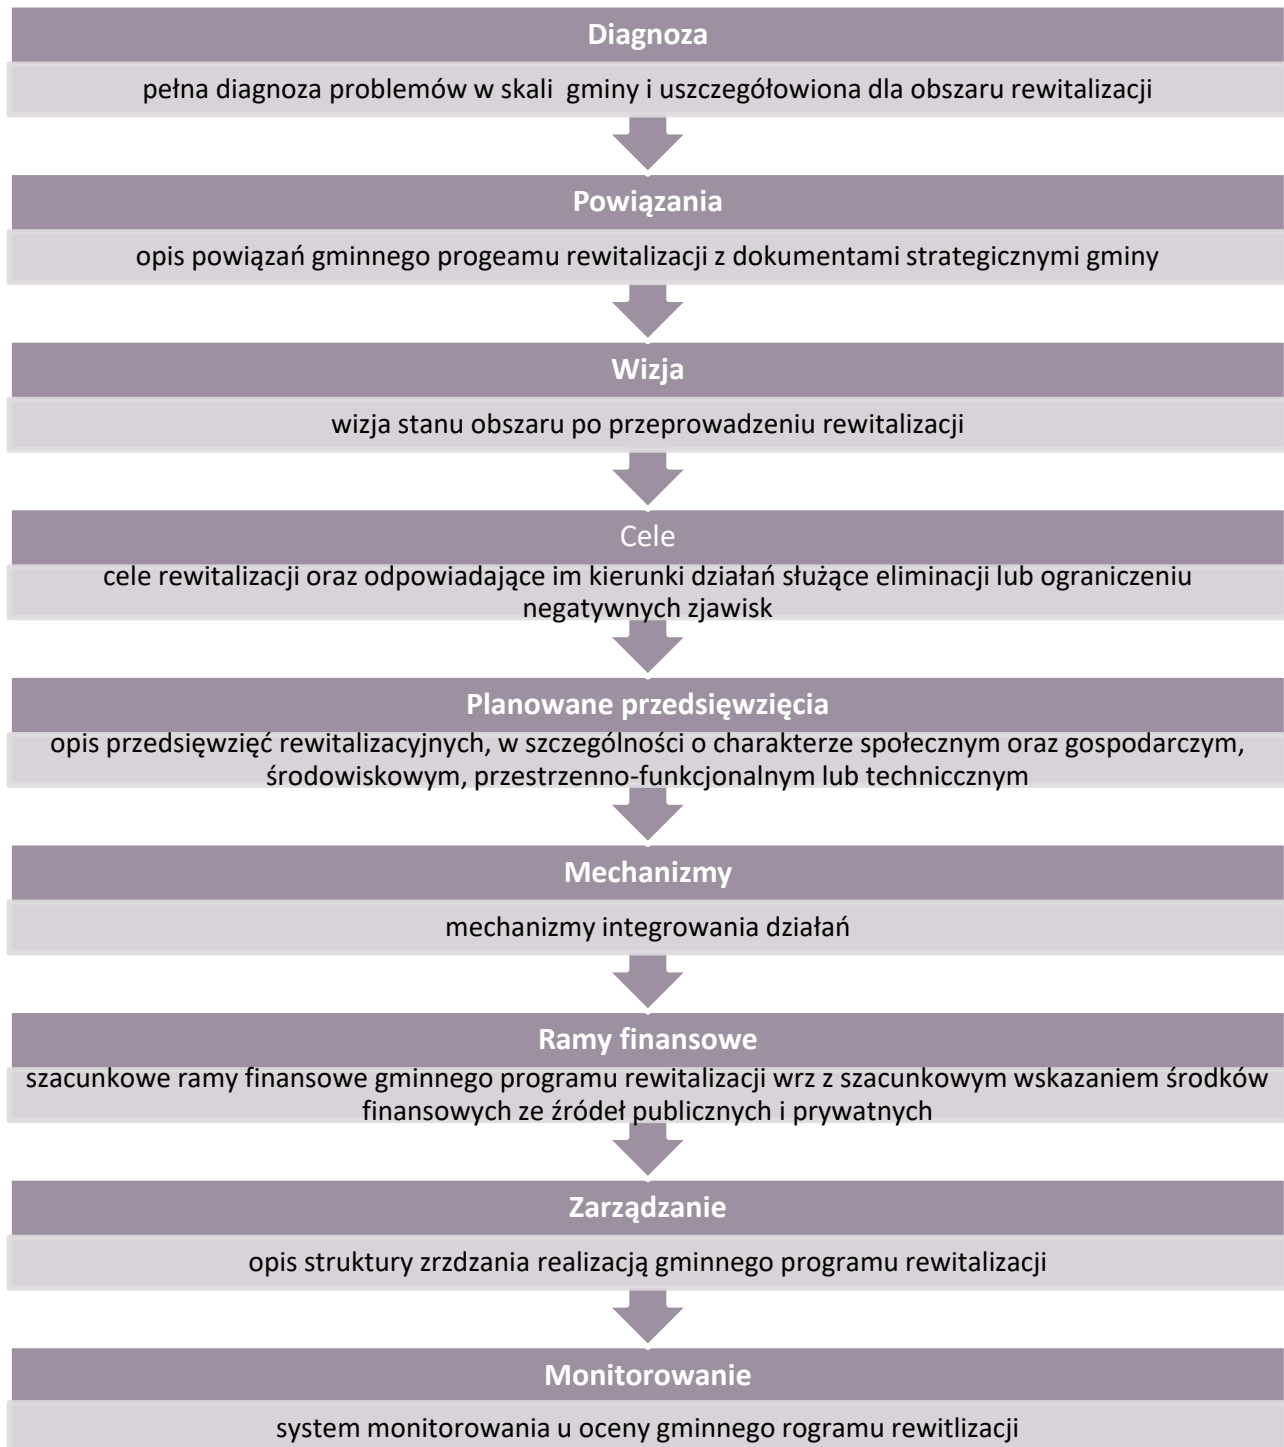 Diagnoza
pełna diagnoza problemów w skali  gminy i uszczegółowiona dla obszaru rewitalizacji
Powiązania
opis powiązań gminnego progeamu rewitalizacji z dokumentami strategicznymi gminy
Wizja
wizja stanu obszaru po przeprowadzeniu rewitalizacji
Cele
cele rewitalizacji oraz odpowiadające im kierunki działań służące eliminacji lub ograniczeniu
negatywnych zjawisk
Planowane przedsięwzięcia
opis przedsięwzięć rewitalizacyjnych, w szczególności o charakterze społecznym oraz gospodarczym,
środowiskowym, przestrzenno-funkcjonalnym lub techniccznym
Mechanizmy
mechanizmy integrowania działań
Ramy finansowe
szacunkowe ramy finansowe gminnego programu rewitalizacji wrz z szacunkowym wskazaniem środków
finansowych ze źródeł publicznych i prywatnych
Zarządzanie
opis struktury zrzdzania realizacją gminnego programu rewitalizacji
Monitorowanie
system monitorowania u oceny gminnego rogramu rewitlizacji